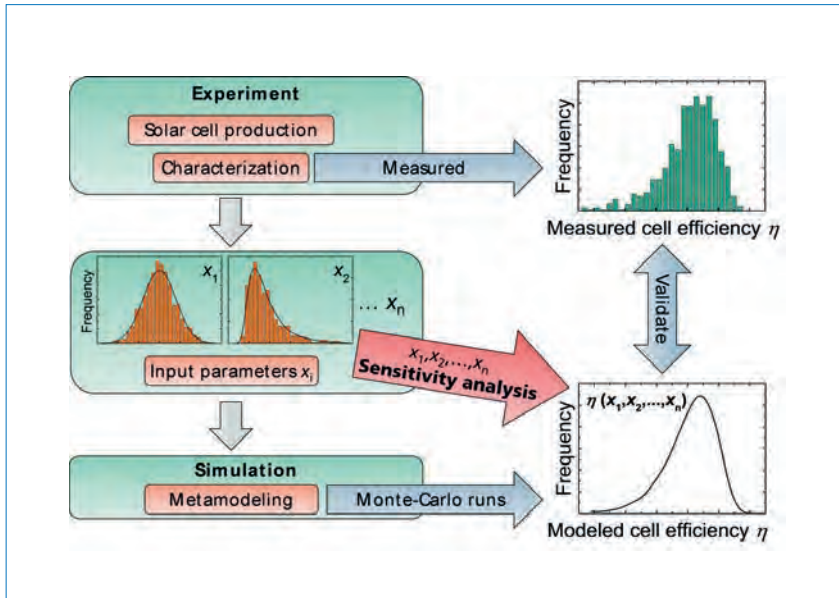 Experiment
Solar cell production
Characterization
Measured
Frequency
Measured cell efficiency η
Frequency
x₁
x₂
... xₙ
Input parameters xᵢ
x₁,x₂,...,xₙ
Sensitivity analysis
Validate
Simulation
Metamodeling
Monte-Carlo runs
η (x₁,x₂,...,xₙ)
Frequency
Modeled cell efficiency η